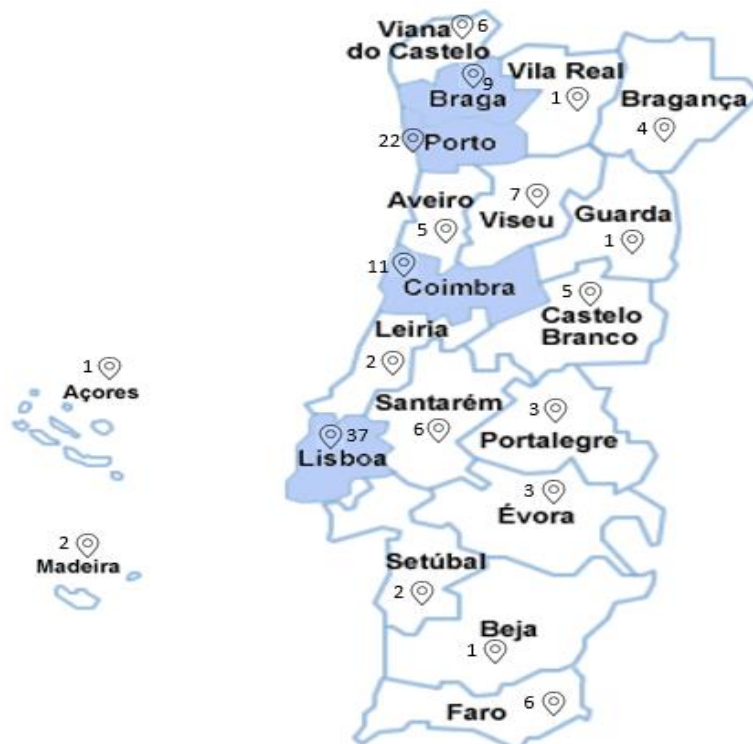 Viana 6
do Castelo
9
Braga
Vila Real
1
Bragança
4
22 Porto
Aveiro
5
7
Viseu
Guarda
1
11
Coimbra
5
Castelo
Branco
Leiria
2
1
Açores
Santarém
6
3
Portalegre
37
Lisboa
3
Évora
2
Madeira
Setúbal
2
Beja
1
6
Faro